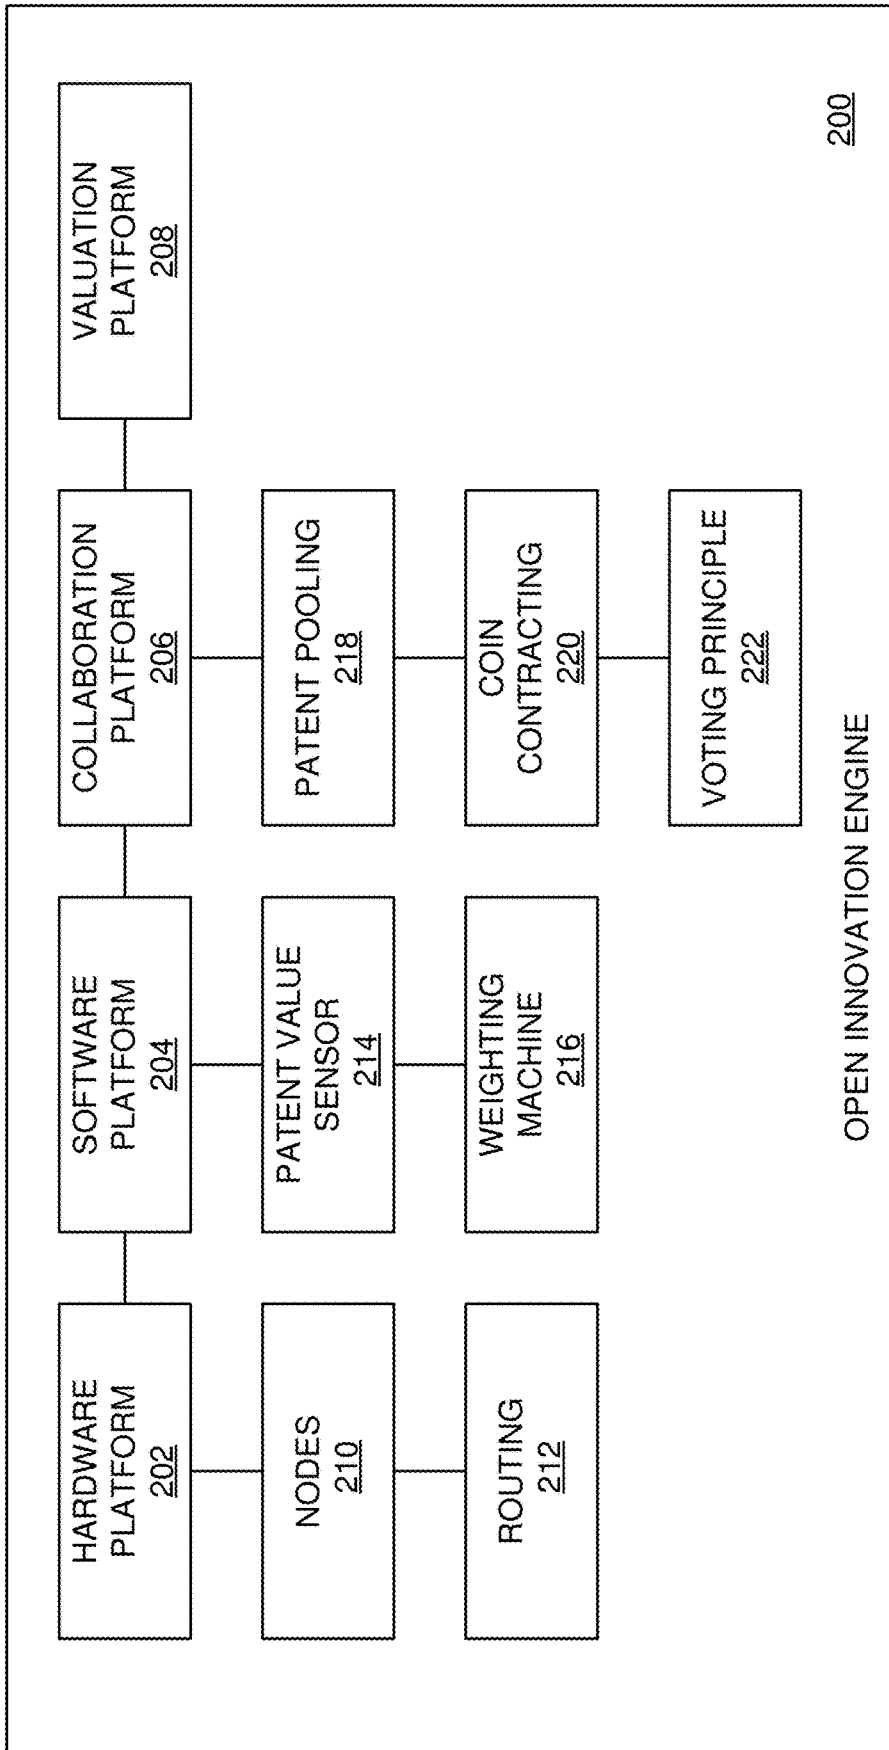 HARDWARE
PLATFORM
202
SOFTWARE
PLATFORM
204
COLLABORATION
PLATFORM
206
VALUATION
PLATFORM
208
NODES
210
PATENT VALUE
SENSOR
214
PATENT POOLING
218
ROUTING
212
WEIGHTING
MACHINE
216
COIN
CONTRACTING
220
VOTING PRINCIPLE
222
OPEN INNOVATION ENGINE
200